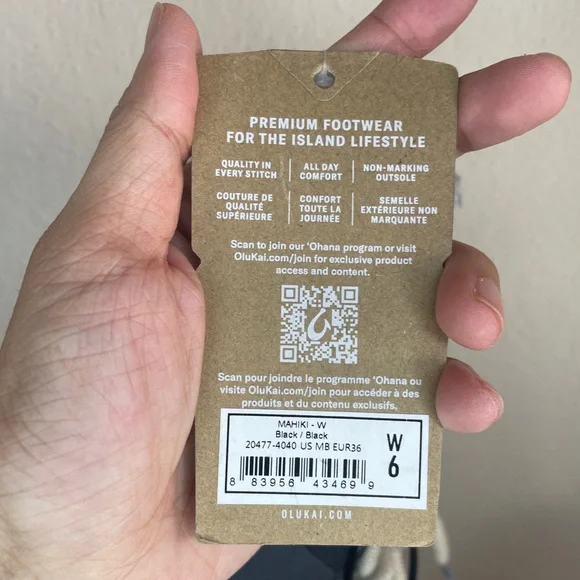 PREMIUM FOOTWEAR
FOR THE ISLAND LIFESTYLE
QUALITY IN
EVERY STITCH
ALL DAY
COMFORT
NON-MARKING
OUTSOLE
COUTURE DE
QUALITÉ
SUPÉRIEURE
CONFORT
TOUTE LA
JOURNÉE
SEMELLE
EXTÉRIEURE NON
MARQUANTE
Scan to join our 'Ohana program or visit
OluKai.com/join for exclusive product
access and content.
Scan pour joindre le programme 'Ohana ou
visite OluKai.com/join pour accéder à des
produits et du contenu exclusifs.
MAHIKI - W
Black / Black
20477-4040 US MB EUR36
8 83956 43469 9
W
6
OLUKAI.COM